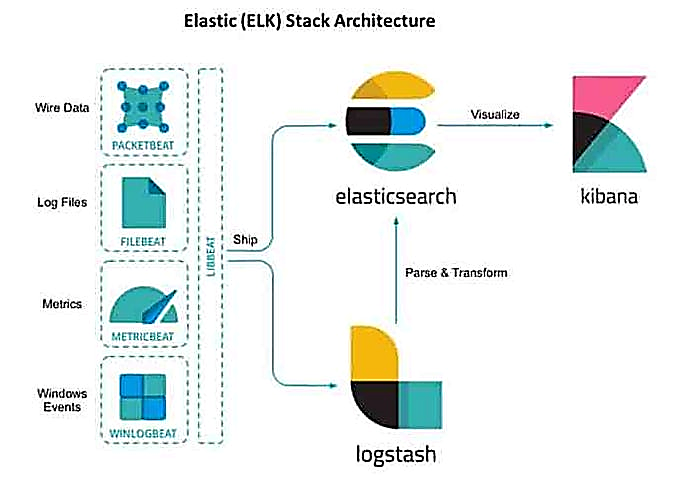 Elastic (ELK) Stack Architecture
Wire Data
PACKETBEAT
Log Files
FILEBEAT
Metrics
METRICBEAT
Windows
Events
WINLOGBEAT
LIBBEAT
Ship
elasticsearch
Visualize
kibana
Parse & Transform
logstash